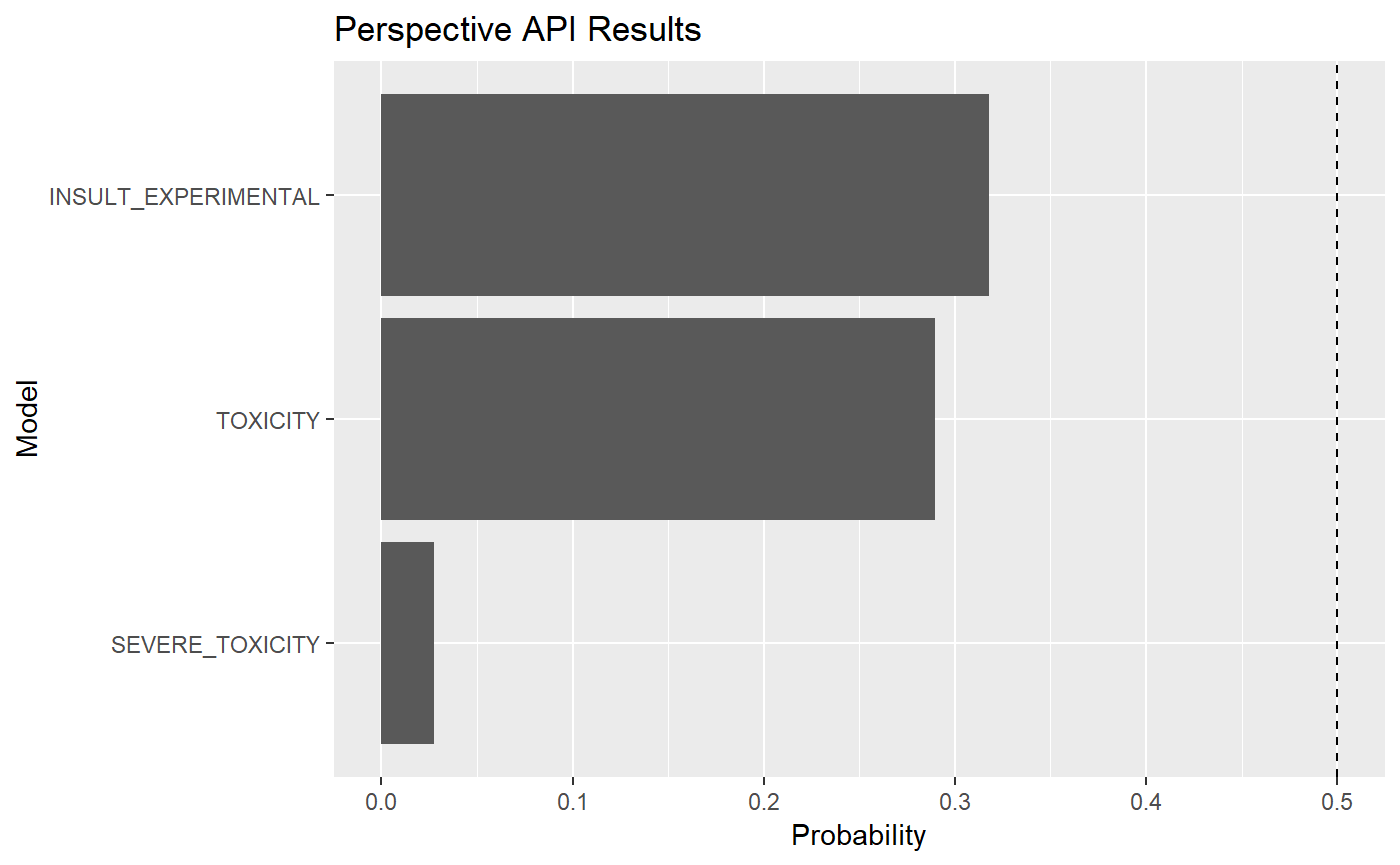 Perspective API Results
INSULT_EXPERIMENTAL
TOXICITY
SEVERE_TOXICITY
Model
0.0 0.1 0.2 0.3 0.4 0.5
Probability